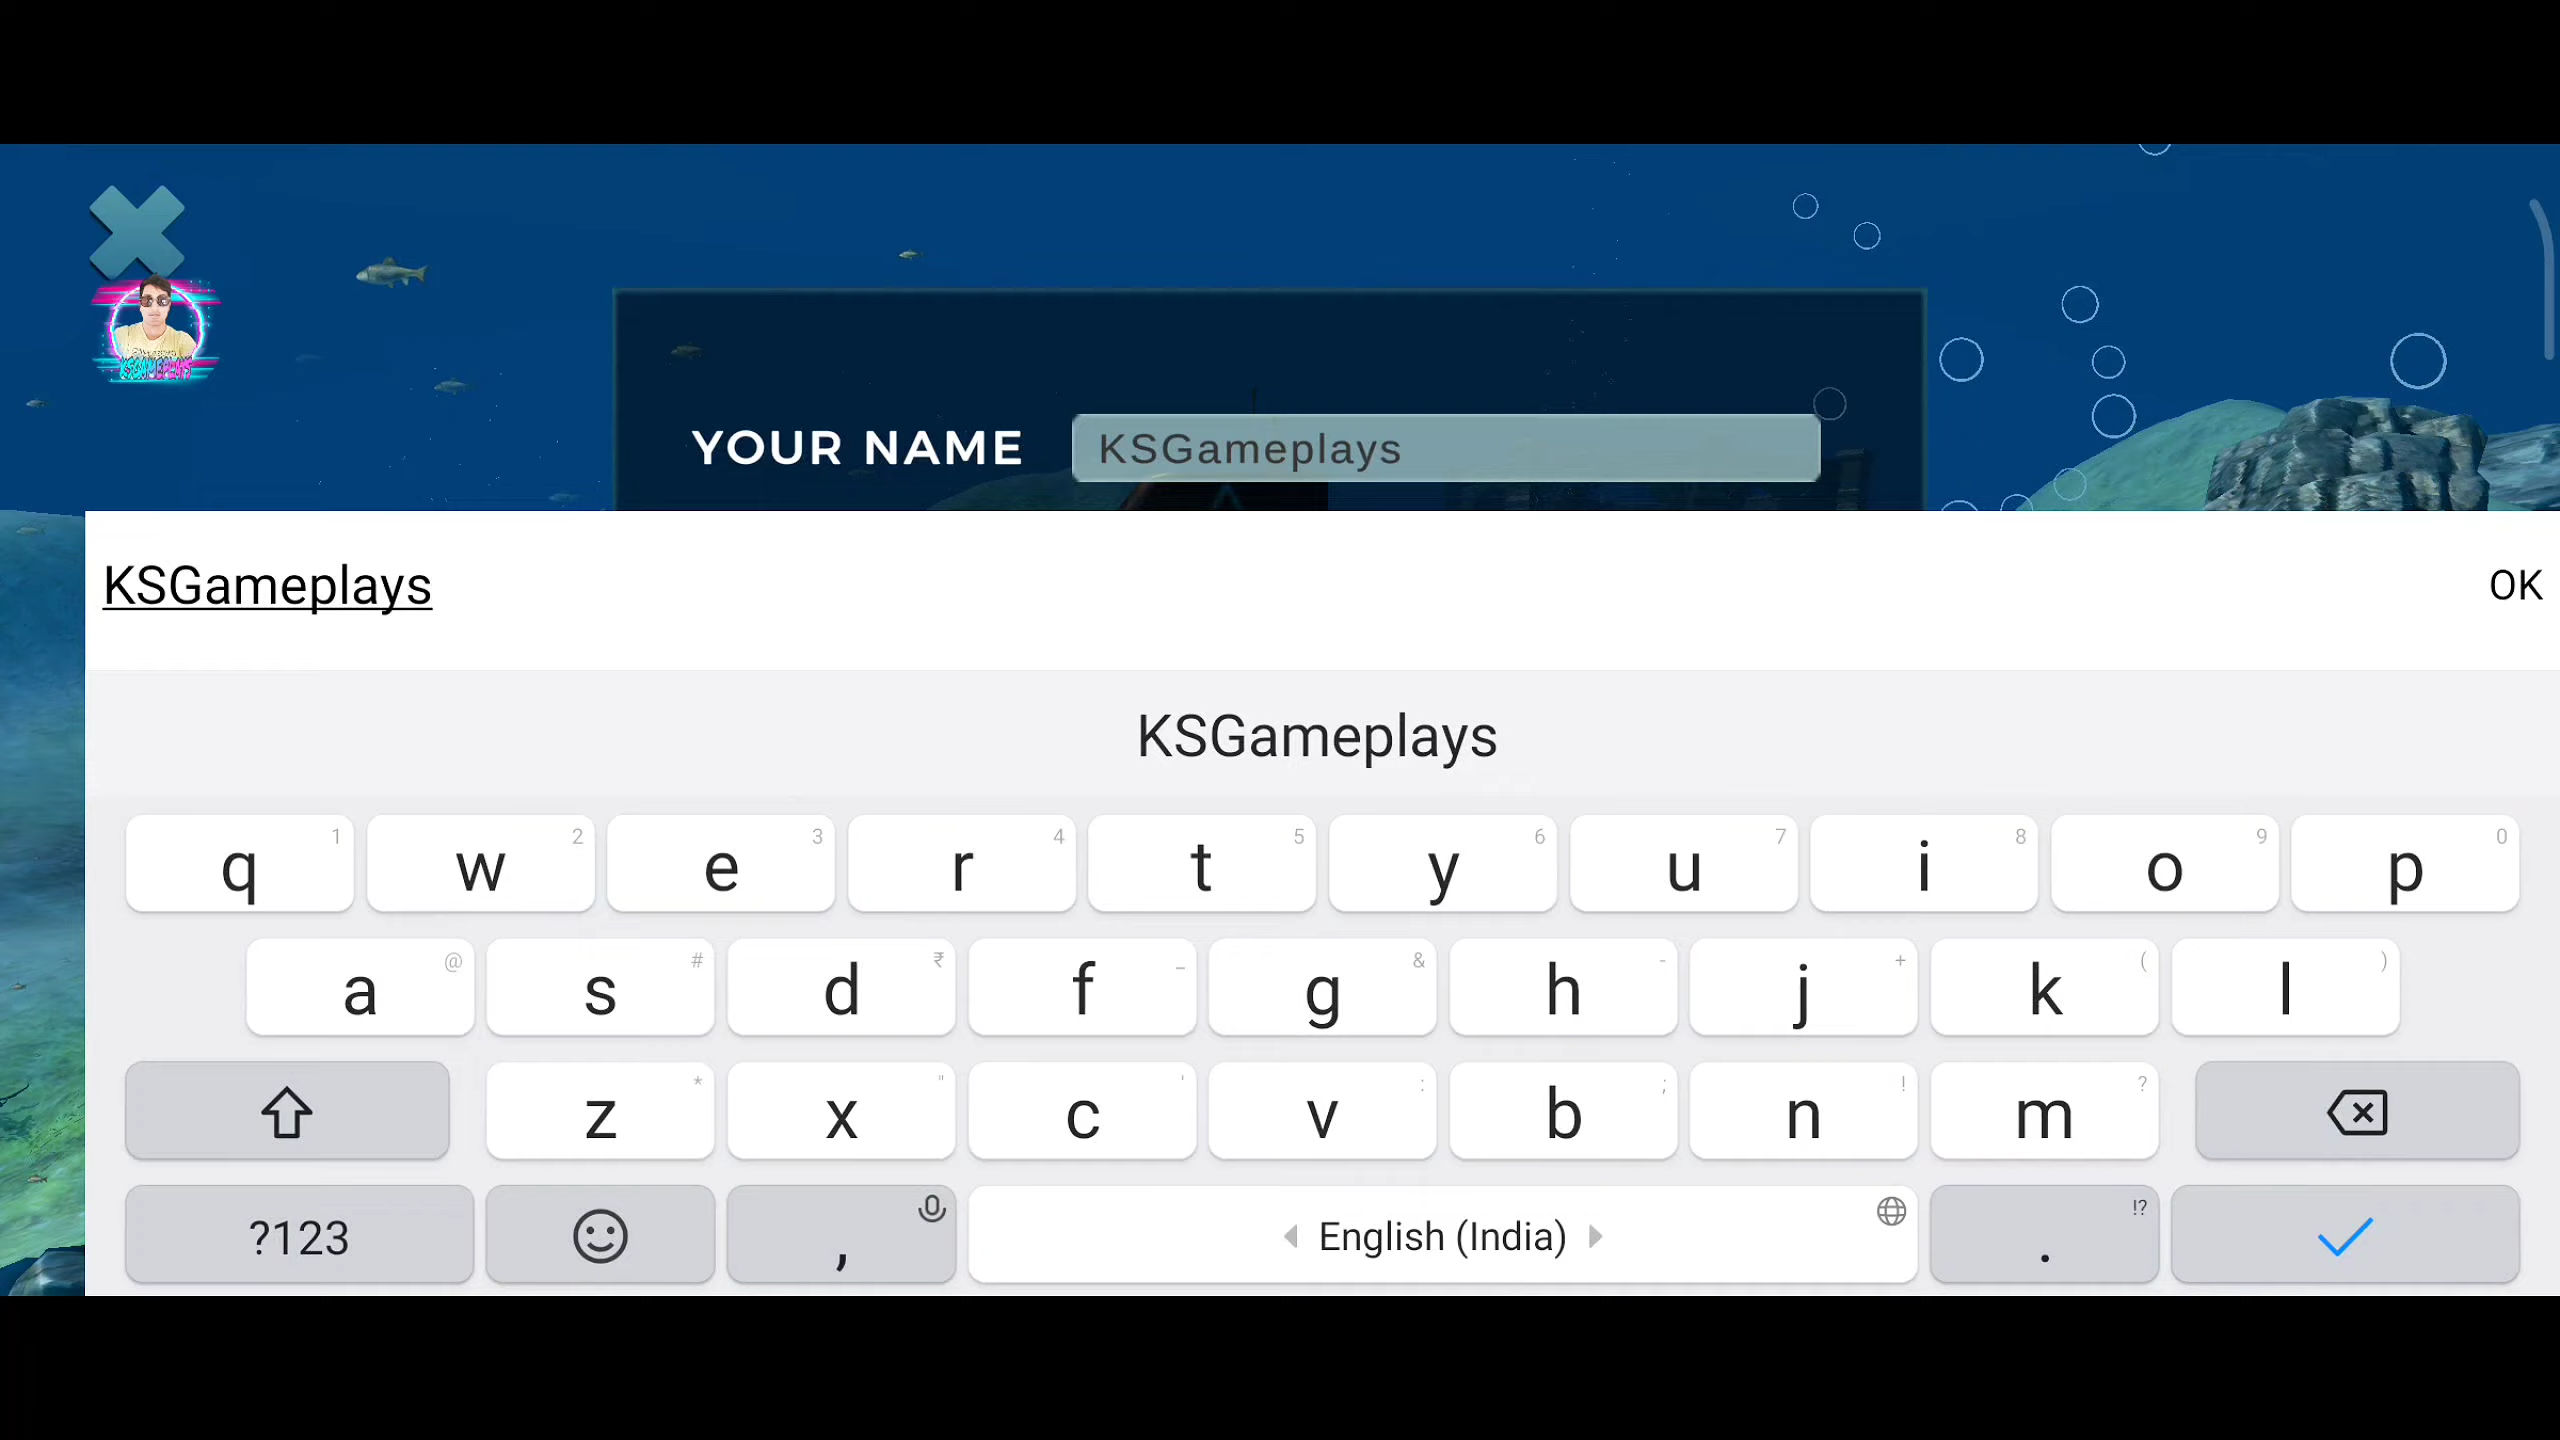 KSGAMEPLAYS
YOUR NAME KSGameplays
KSGameplays OK
KSGameplays
q 1 w 2 e 3 r 4 t 5 y 6 u 7 i 8 o 9 p 0
a @ s # d ₹ f _ g & h - j + k ( l )
z * x " c ' v : b ; n ! m ?
?123 , English (India) . !?